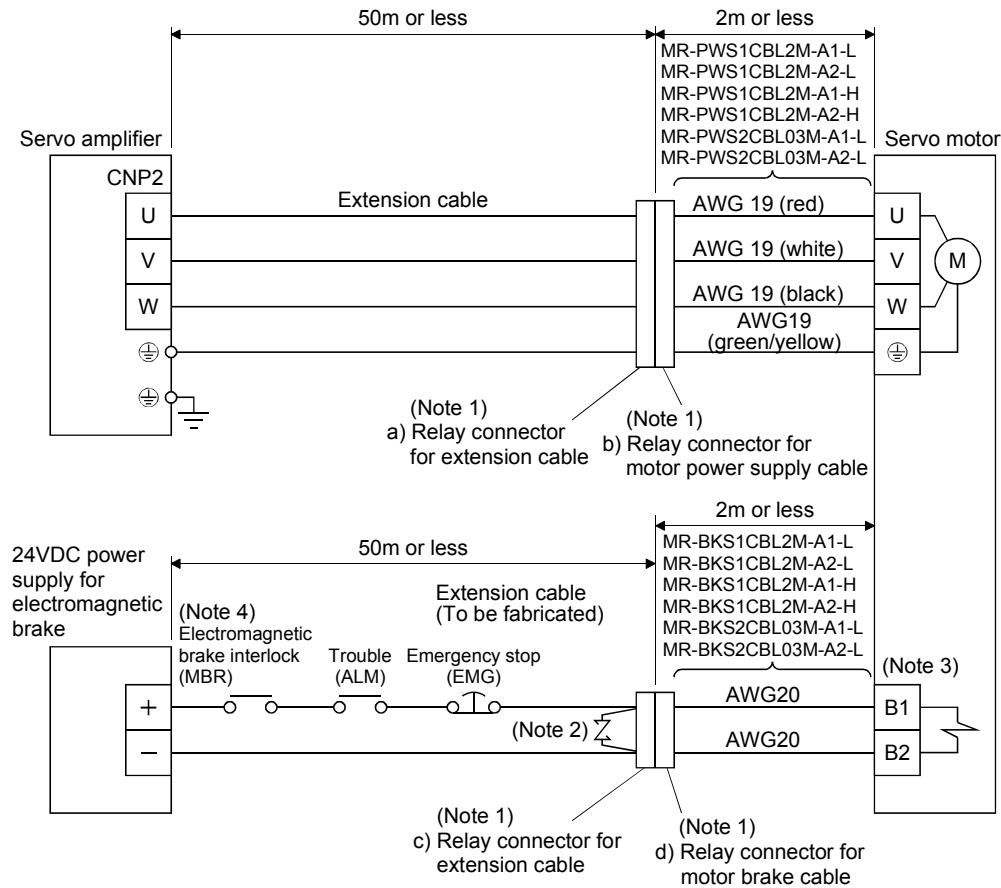 50m or less
2m or less
MR-PWS1CBL2M-A1-L
MR-PWS1CBL2M-A2-L
MR-PWS1CBL2M-A1-H
MR-PWS1CBL2M-A2-H
MR-PWS2CBL03M-A1-L
MR-PWS2CBL03M-A2-L
Servo amplifier
Servo motor
CNP2
Extension cable
U
AWG 19 (red)
U
V
AWG 19 (white)
V
M
W
AWG 19 (black)
W
AWG19
(green/yellow)
(Note 1)
a) Relay connector
for extension cable
(Note 1)
b) Relay connector for
motor power supply cable
2m or less
50m or less
MR-BKS1CBL2M-A1-L
MR-BKS1CBL2M-A2-L
MR-BKS1CBL2M-A1-H
MR-BKS1CBL2M-A2-H
MR-BKS2CBL03M-A1-L
MR-BKS2CBL03M-A2-L
24VDC power
supply for
electromagnetic
brake
Extension cable
(To be fabricated)
(Note 4)
Electromagnetic
brake interlock
(MBR)
Trouble
(ALM)
Emergency stop
(EMG)
(Note 3)
+
AWG20
B1
(Note 2)
−
AWG20
B2
(Note 1)
c) Relay connector for
extension cable
(Note 1)
d) Relay connector for
motor brake cable